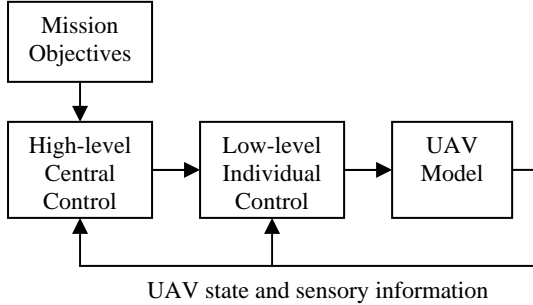 Mission
Objectives
High-level
Central
Control
Low-level
Individual
Control
UAV
Model
UAV state and sensory information